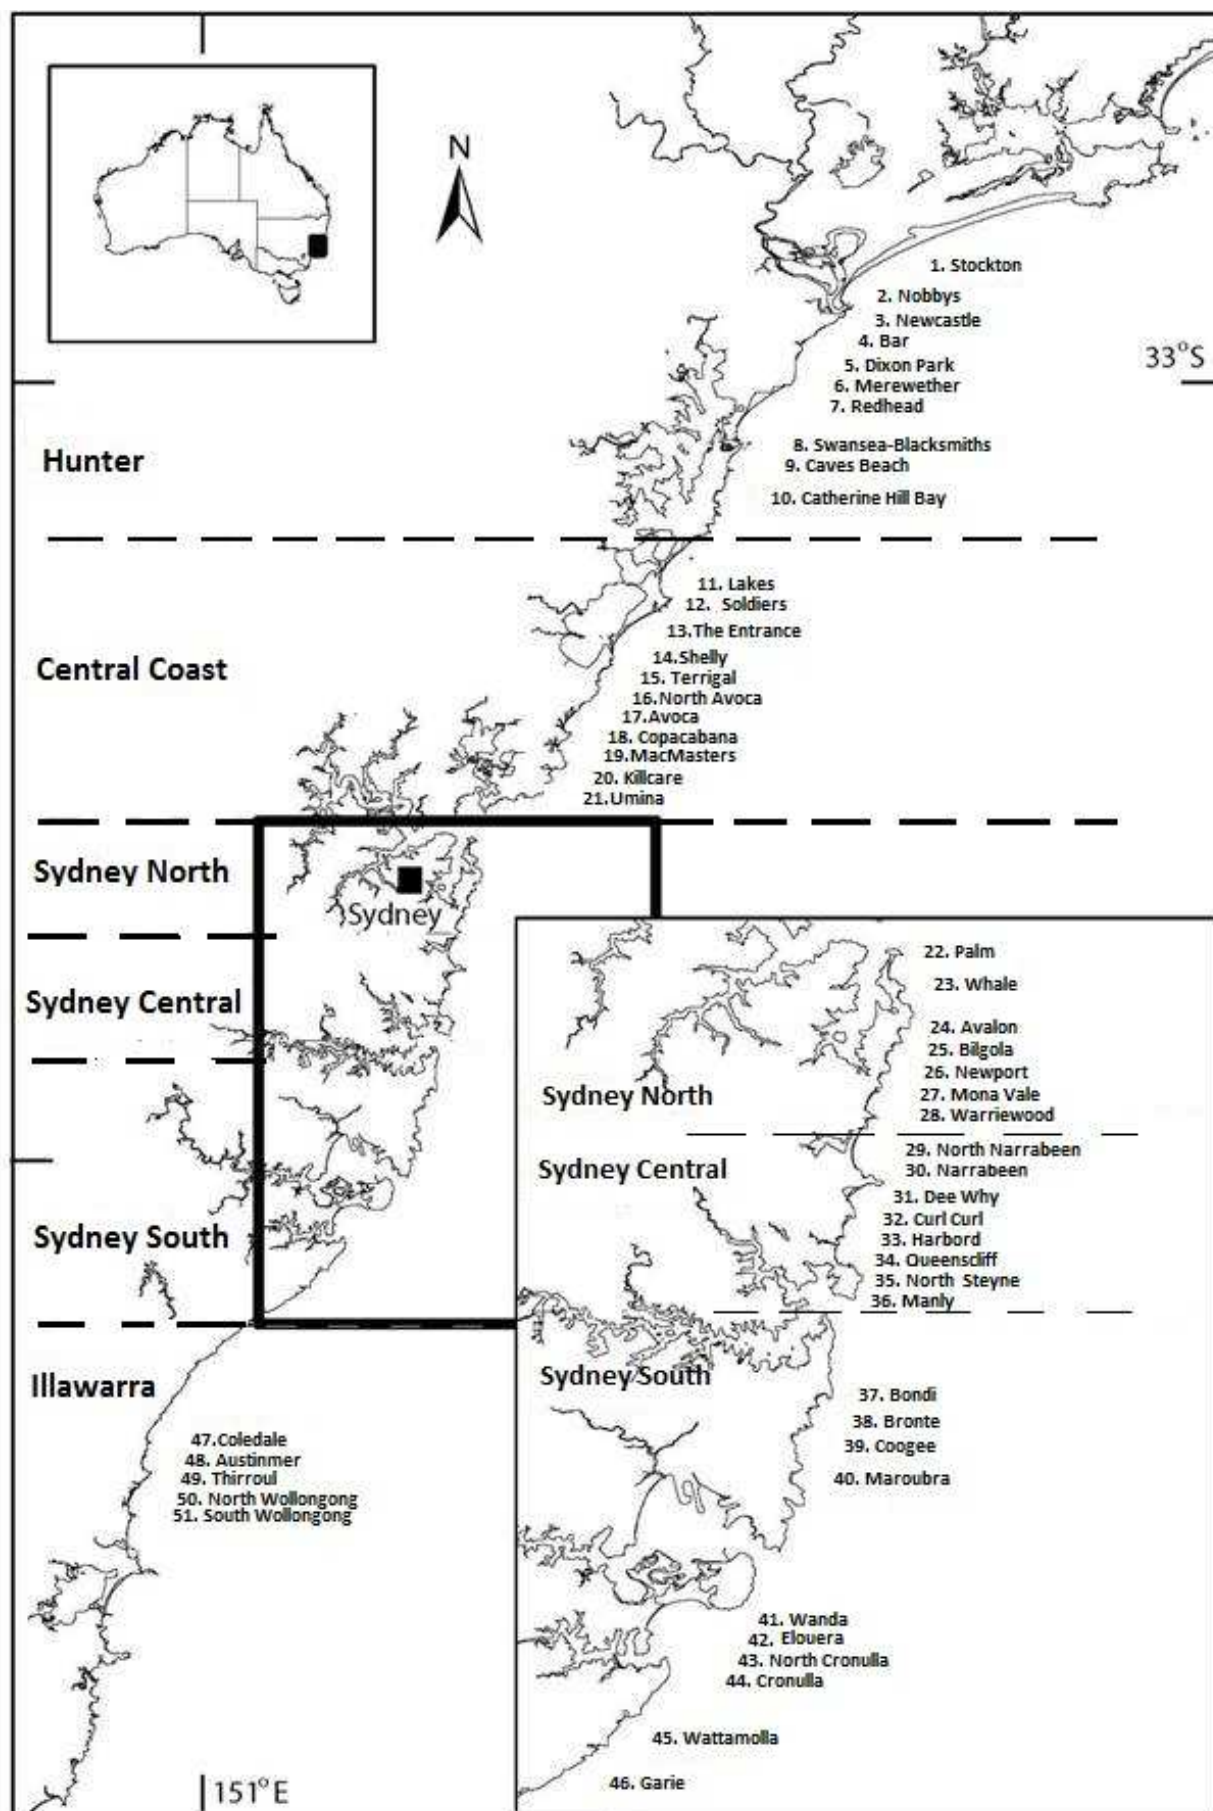 N
1. Stockton
2. Nobbys
3. Newcastle
4. Bar
33°S
5. Dixon Park
6. Merewether
7. Redhead
Hunter
8. Swansea-Blacksmiths
9. Caves Beach
10. Catherine Hill Bay
11. Lakes
12. Soldiers
13.The Entrance
Central Coast
14.Shelly
15. Terrigal
16.North Avoca
17.Avoca
18. Copacabana
19.MacMasters
20. Killcare
21.Umina
Sydney North
Sydney
Sydney Central
Sydney South
22. Palm
23. Whale
24. Avalon
25. Bilgola
26. Newport
27. Mona Vale
28. Warriewood
Sydney North
29. North Narrabeen
30. Narrabeen
Sydney Central
31. Dee Why
32. Curl Curl
33. Harbord
34. Queenscliff
35. North Steyne
36. Manly
Sydney South
37. Bondi
38. Bronte
39. Coogee
40. Maroubra
41. Wanda
42. Elouera
43. North Cronulla
44. Cronulla
45. Wattamolla
46. Garie
Illawarra
47.Coledale
48. Austinmer
49. Thirroul
50. North Wollongong
51. South Wollongong
151°E